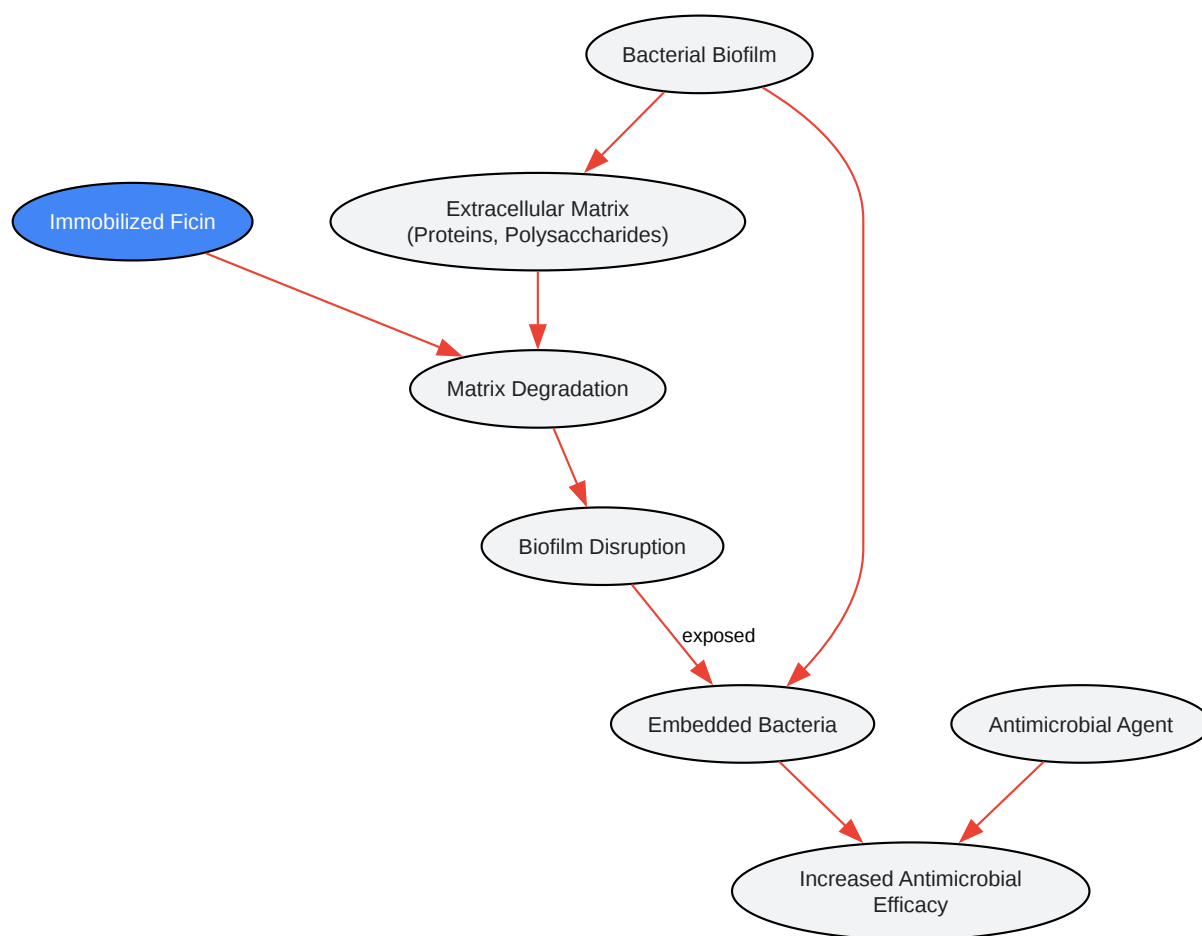 Bacterial Biofilm
Immobilized Ficin
Extracellular Matrix
(Proteins, Polysaccharides)
Matrix Degradation
Biofilm Disruption
exposed
Embedded Bacteria
Antimicrobial Agent
Increased Antimicrobial
Efficacy